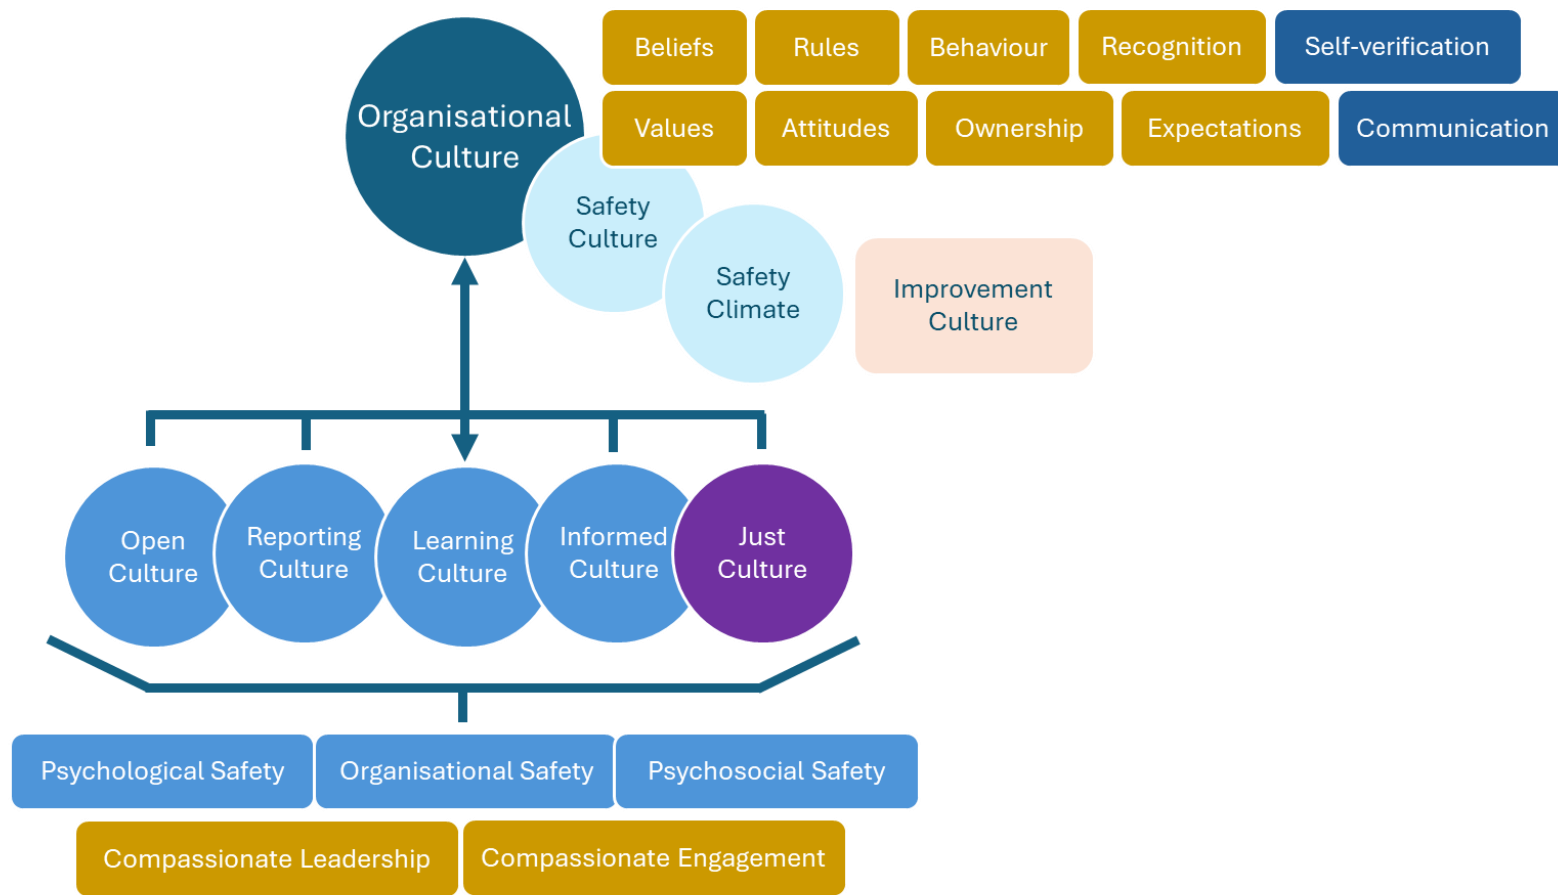 Organisational
Culture
Beliefs
Rules
Behaviour
Recognition
Self-verification
Values
Attitudes
Ownership
Expectations
Communication
Safety
Culture
Safety
Climate
Improvement
Culture
Open
Culture
Reporting
Culture
Learning
Culture
Informed
Culture
Just
Culture
Psychological Safety
Organisational Safety
Psychosocial Safety
Compassionate Leadership
Compassionate Engagement